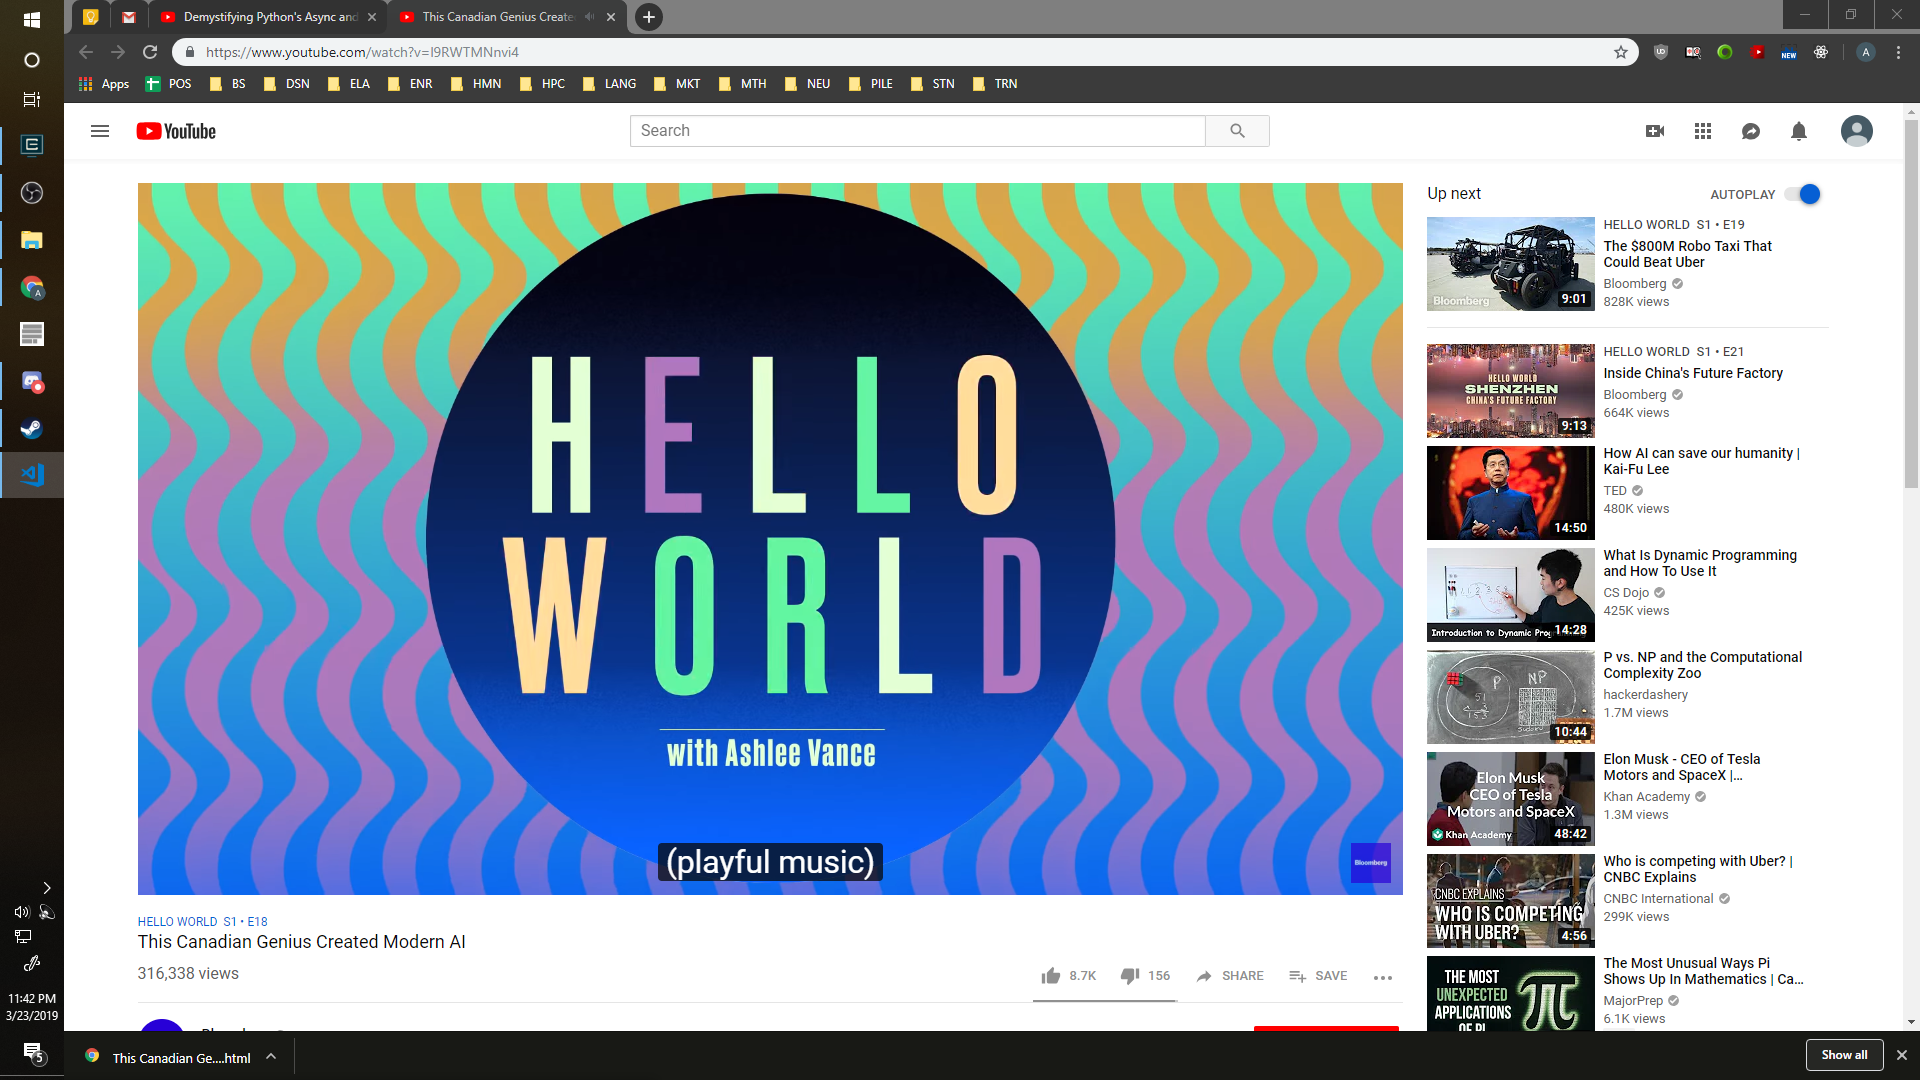 Demystifying Python's Async and
This Canadian Genius Create
https://www.youtube.com/watch?v=I9RWTMNnvi4
Apps POS BS DSN ELA ENR HMN HPC LANG MKT MTH NEU PILE STN TRN
NEW
A
YouTube
Search
HELLO
WORLD
with Ashlee Vance
(playful music)
Bloomberg
HELLO WORLD S1 • E18
This Canadian Genius Created Modern AI
316,338 views
8.7K
156
SHARE
SAVE
Up next
AUTOPLAY
Bloomberg
9:01
HELLO WORLD S1 • E19
The $800M Robo Taxi That
Could Beat Uber
Bloomberg
828K views
HELLO WORLD
SHENZHEN
CHINA'S FUTURE FACTORY
9:13
HELLO WORLD S1 • E21
Inside China's Future Factory
Bloomberg
664K views
14:50
How AI can save our humanity |
Kai-Fu Lee
TED
480K views
Introduction to Dynamic Prog
14:28
What Is Dynamic Programming
and How To Use It
CS Dojo
425K views
P NP
10:44
P vs. NP and the Computational
Complexity Zoo
hackerdashery
1.7M views
Elon Musk
CEO of Tesla
Motors and SpaceX
Khan Academy
48:42
Elon Musk - CEO of Tesla
Motors and SpaceX |...
Khan Academy
1.3M views
CNBC EXPLAINS
WHO IS COMPETING
WITH UBER?
4:56
Who is competing with Uber? |
CNBC Explains
CNBC International
299K views
THE MOST
UNEXPECTED
APPLICATIONS
OF PI
The Most Unusual Ways Pi
Shows Up In Mathematics | Ca...
MajorPrep
6.1K views
11:42 PM
3/23/2019
5
This Canadian Ge....html
Show all